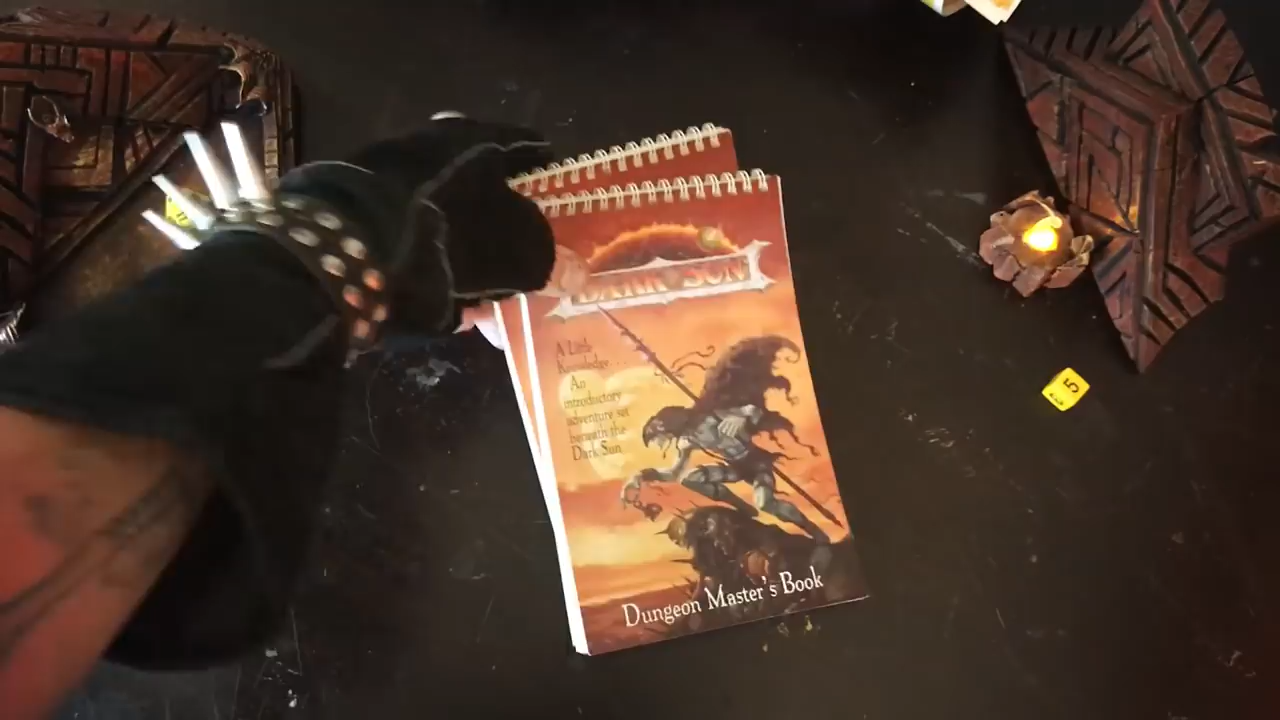 DARK SUN
A Little
Knowledge. . .
An
introductory
adventure set
beneath the
Dark Sun
Dungeon Master's Book
5